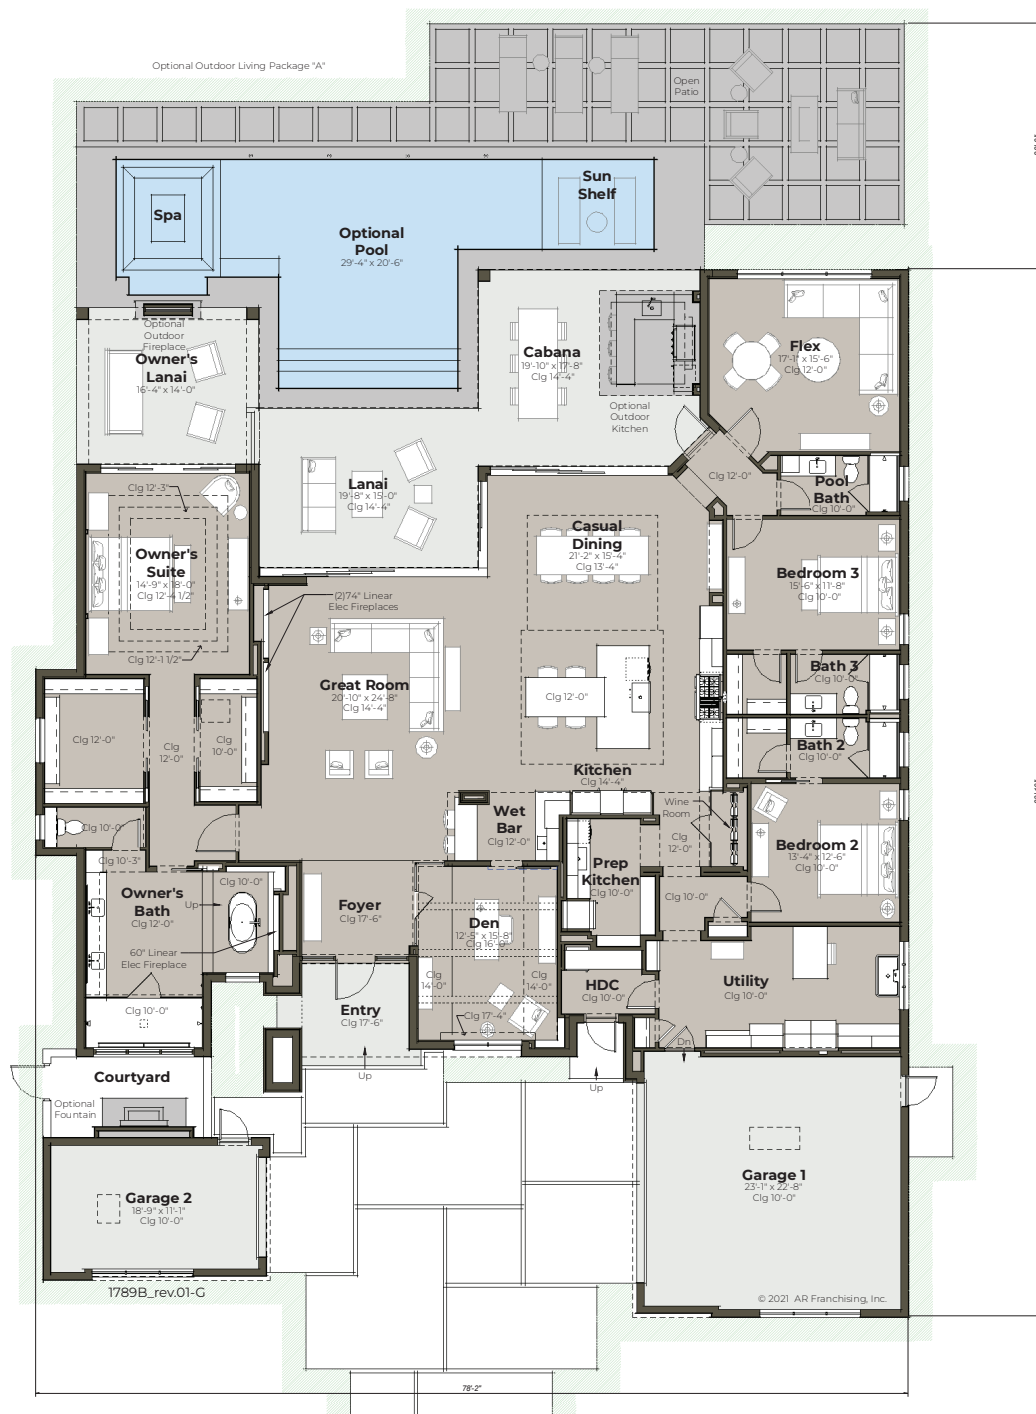 Optional Outdoor Living Package "A"
Open
Patio
Sun
Shelf
Spa
Optional
Pool
29'-4" x 20'-6"
Optional
Outdoor
Fireplace
Owner's
Lanai
16'-4" x 14'-0"
Cabana
19'-10" x 17'-8"
Clg 14'-4"
Optional
Outdoor
Kitchen
Flex
17'-1" x 15'-6"
Clg 12'-0"
Clg 12'-0"
Pool
Bath
Clg 10'-0"
Lanai
19'-8" x 15'-0"
Clg 14'-4"
Clg 12'-3"
Owner's
Suite
14'-9" x 18'-0"
Clg 12'-4 1/2"
Clg 12'-1 1/2"
Casual
Dining
21'-2" x 15'-4"
Clg 13'-4"
Bedroom 3
15'-6" x 11'-8"
Clg 10'-0"
(2)74" Linear
Elec Fireplaces
Bath 3
Clg 10'-0"
Great Room
20'-10" x 24'-8"
Clg 14'-4"
Clg 12'-0"
Clg 12'-0"
Clg
12'-0"
Clg
10'-0"
Bath 2
Clg 10'-0"
Kitchen
Clg 14'-4"
Wine
Room
Wet
Bar
Clg 12'-0"
Clg
12'-0"
Clg 10'-0"
Bedroom 2
13'-4" x 12'-6"
Clg 10'-0"
Clg 10'-3"
Prep
Kitchen
Clg 10'-0"
Clg 10'-0"
Owner's
Bath
Clg 12'-0"
Up
Clg 10'-0"
60" Linear
Elec Fireplace
Foyer
Clg 17'-6"
Den
12'-5" x 15'-8"
Clg 16'-0"
Clg
14'-0"
Clg
14'-0"
Clg 17'-4"
HDC
Clg 10'-0"
Utility
Clg 10'-0"
Clg 10'-0"
Entry
Clg 17'-6"
Up
Up
Dn
Courtyard
Optional
Fountain
Garage 2
18'-9" x 11'-1"
Clg 10'-0"
Garage 1
23'-1" x 22'-8"
Clg 10'-0"
1789B_rev.01-G
© 2021 AR Franchising, Inc.
78'-2"